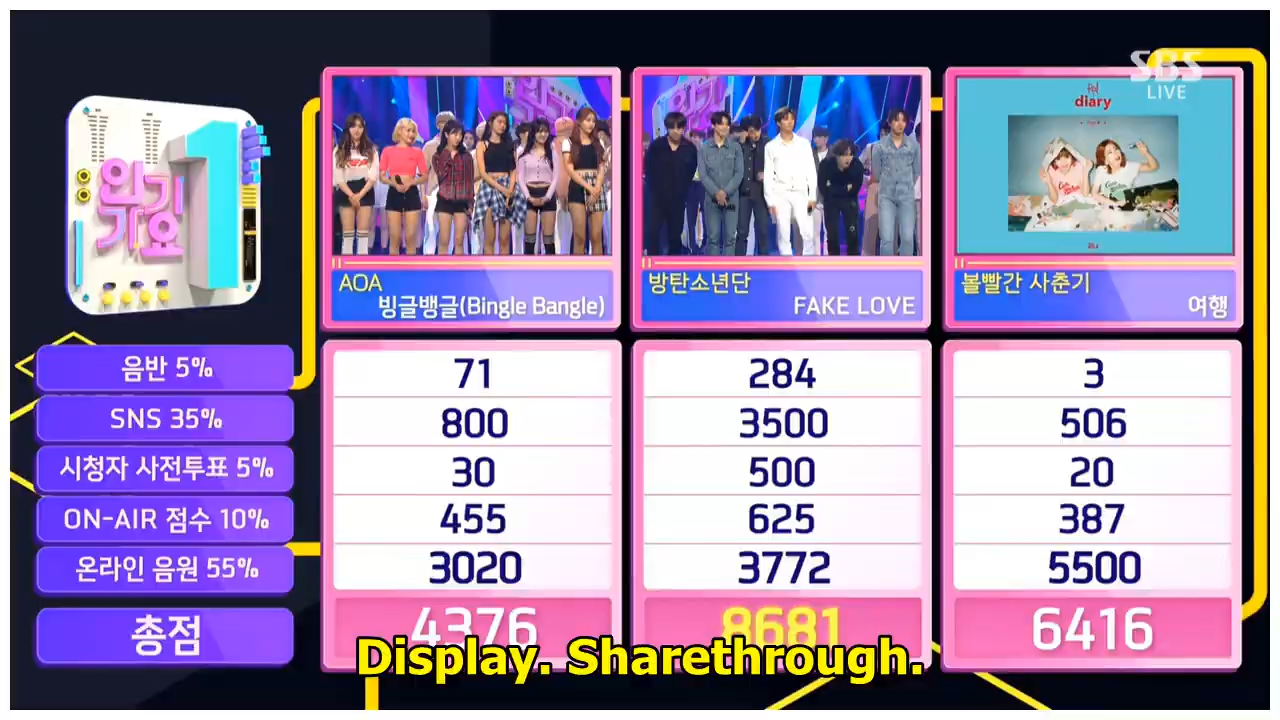 SBS
LIVE
인기
가요
1
Red
diary
AOA
빙글뱅글(Bingle Bangle)
방탄소년단
FAKE LOVE
볼빨간 사춘기
여행
음반 5% 71 284 3
SNS 35% 800 3500 506
시청자 사전투표 5% 30 500 20
ON-AIR 점수 10% 455 625 387
온라인 음원 55% 3020 3772 5500
총점 4376 8681 6416
Display. Sharethrough.